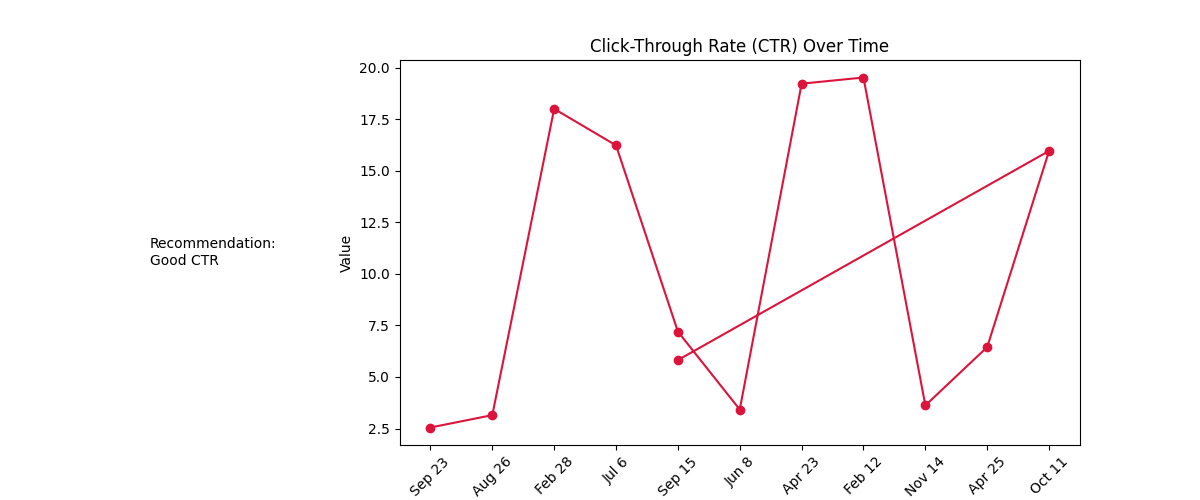 Click-Through Rate (CTR) Over Time
20.0
17.5
15.0
12.5
10.0
7.5
5.0
2.5
Value
Recommendation:
Good CTR
Sep 23
Aug 26
Feb 28
Jul 6
Sep 15
Jun 8
Apr 23
Feb 12
Nov 14
Apr 25
Oct 11